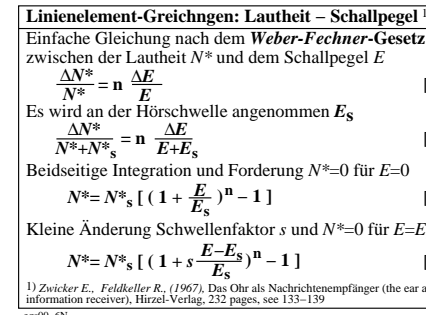 Linienelement-Greichngen: Lautheit – Schallpegel 1
Einfache Gleichung nach dem Weber-Fechner-Gesetz
zwischen der Lautheit N* und dem Schallpegel E
ΔN*/N* = n ΔE/E [
Es wird an der Hörschwelle angenommen Es
ΔN*/N*+N*s = n ΔE/E+Es [
Beidseitige Integration und Forderung N*=0 für E=0
N*= N*s [ ( 1 + E/Es )n – 1 ] [
Kleine Änderung Schwellenfaktor s und N*=0 für E=E
N*= N*s [ ( 1 + s E–Es/Es )n – 1 ] [
1) Zwicker E., Feldkeller R., (1967), Das Ohr als Nachrichtenempfänger (the ear a
information receiver), Hirzel-Verlag, 232 pages, see 133–139